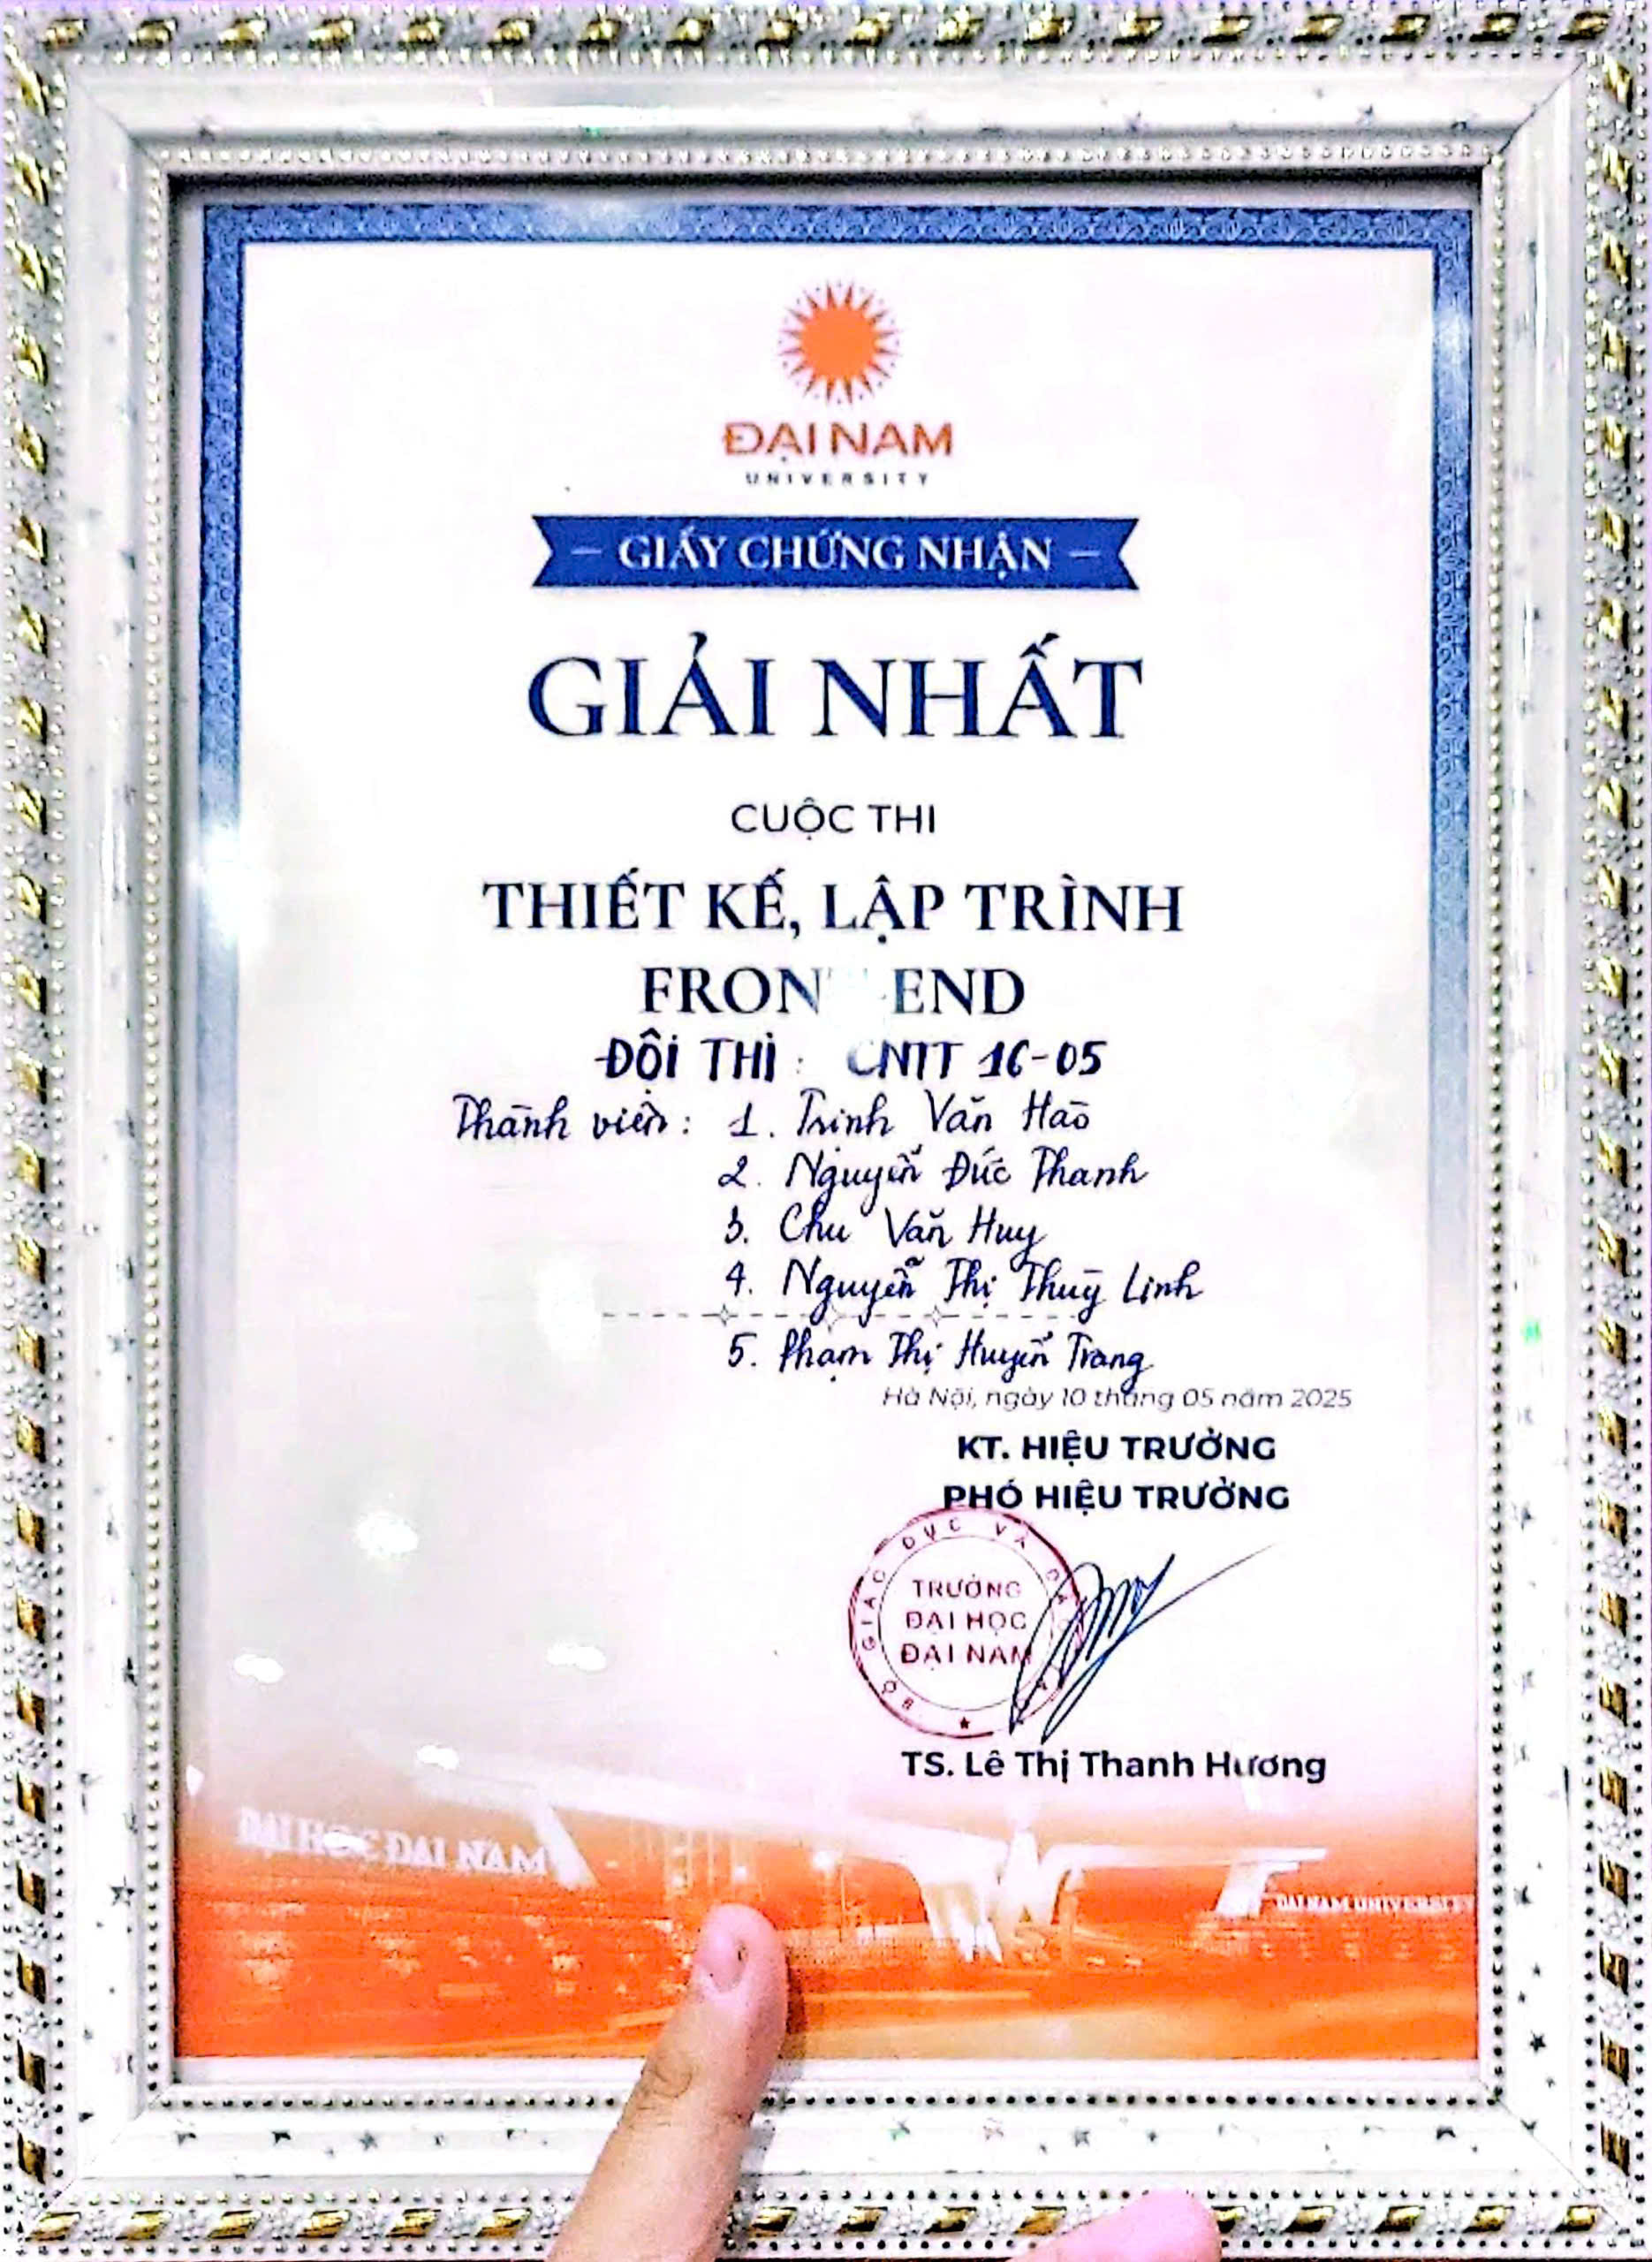 ĐẠI NAM
UNIVERSITY
– GIẤY CHỨNG NHẬN –
GIẢI NHẤT
CUỘC THI
THIẾT KẾ, LẬP TRÌNH
FRONT-END
ĐỘI THI : CNTT 16-05
Thành viên : 1. Trịnh Văn Hào
2. Nguyễn Đức Thanh
3. Chu Văn Huy
4. Nguyễn Thị Thuỳ Linh
5. Phạm Thị Huyền Trang
Hà Nội, ngày 10 tháng 05 năm 2025
KT. HIỆU TRƯỞNG
PHÓ HIỆU TRƯỞNG
BỘ GIÁO DỤC VÀ
TRƯỜNG
ĐẠI HỌC
ĐẠI NAM
TS. Lê Thị Thanh Hương
ĐẠI HỌC ĐẠI NAM
DAI NAM UNIVERSITY